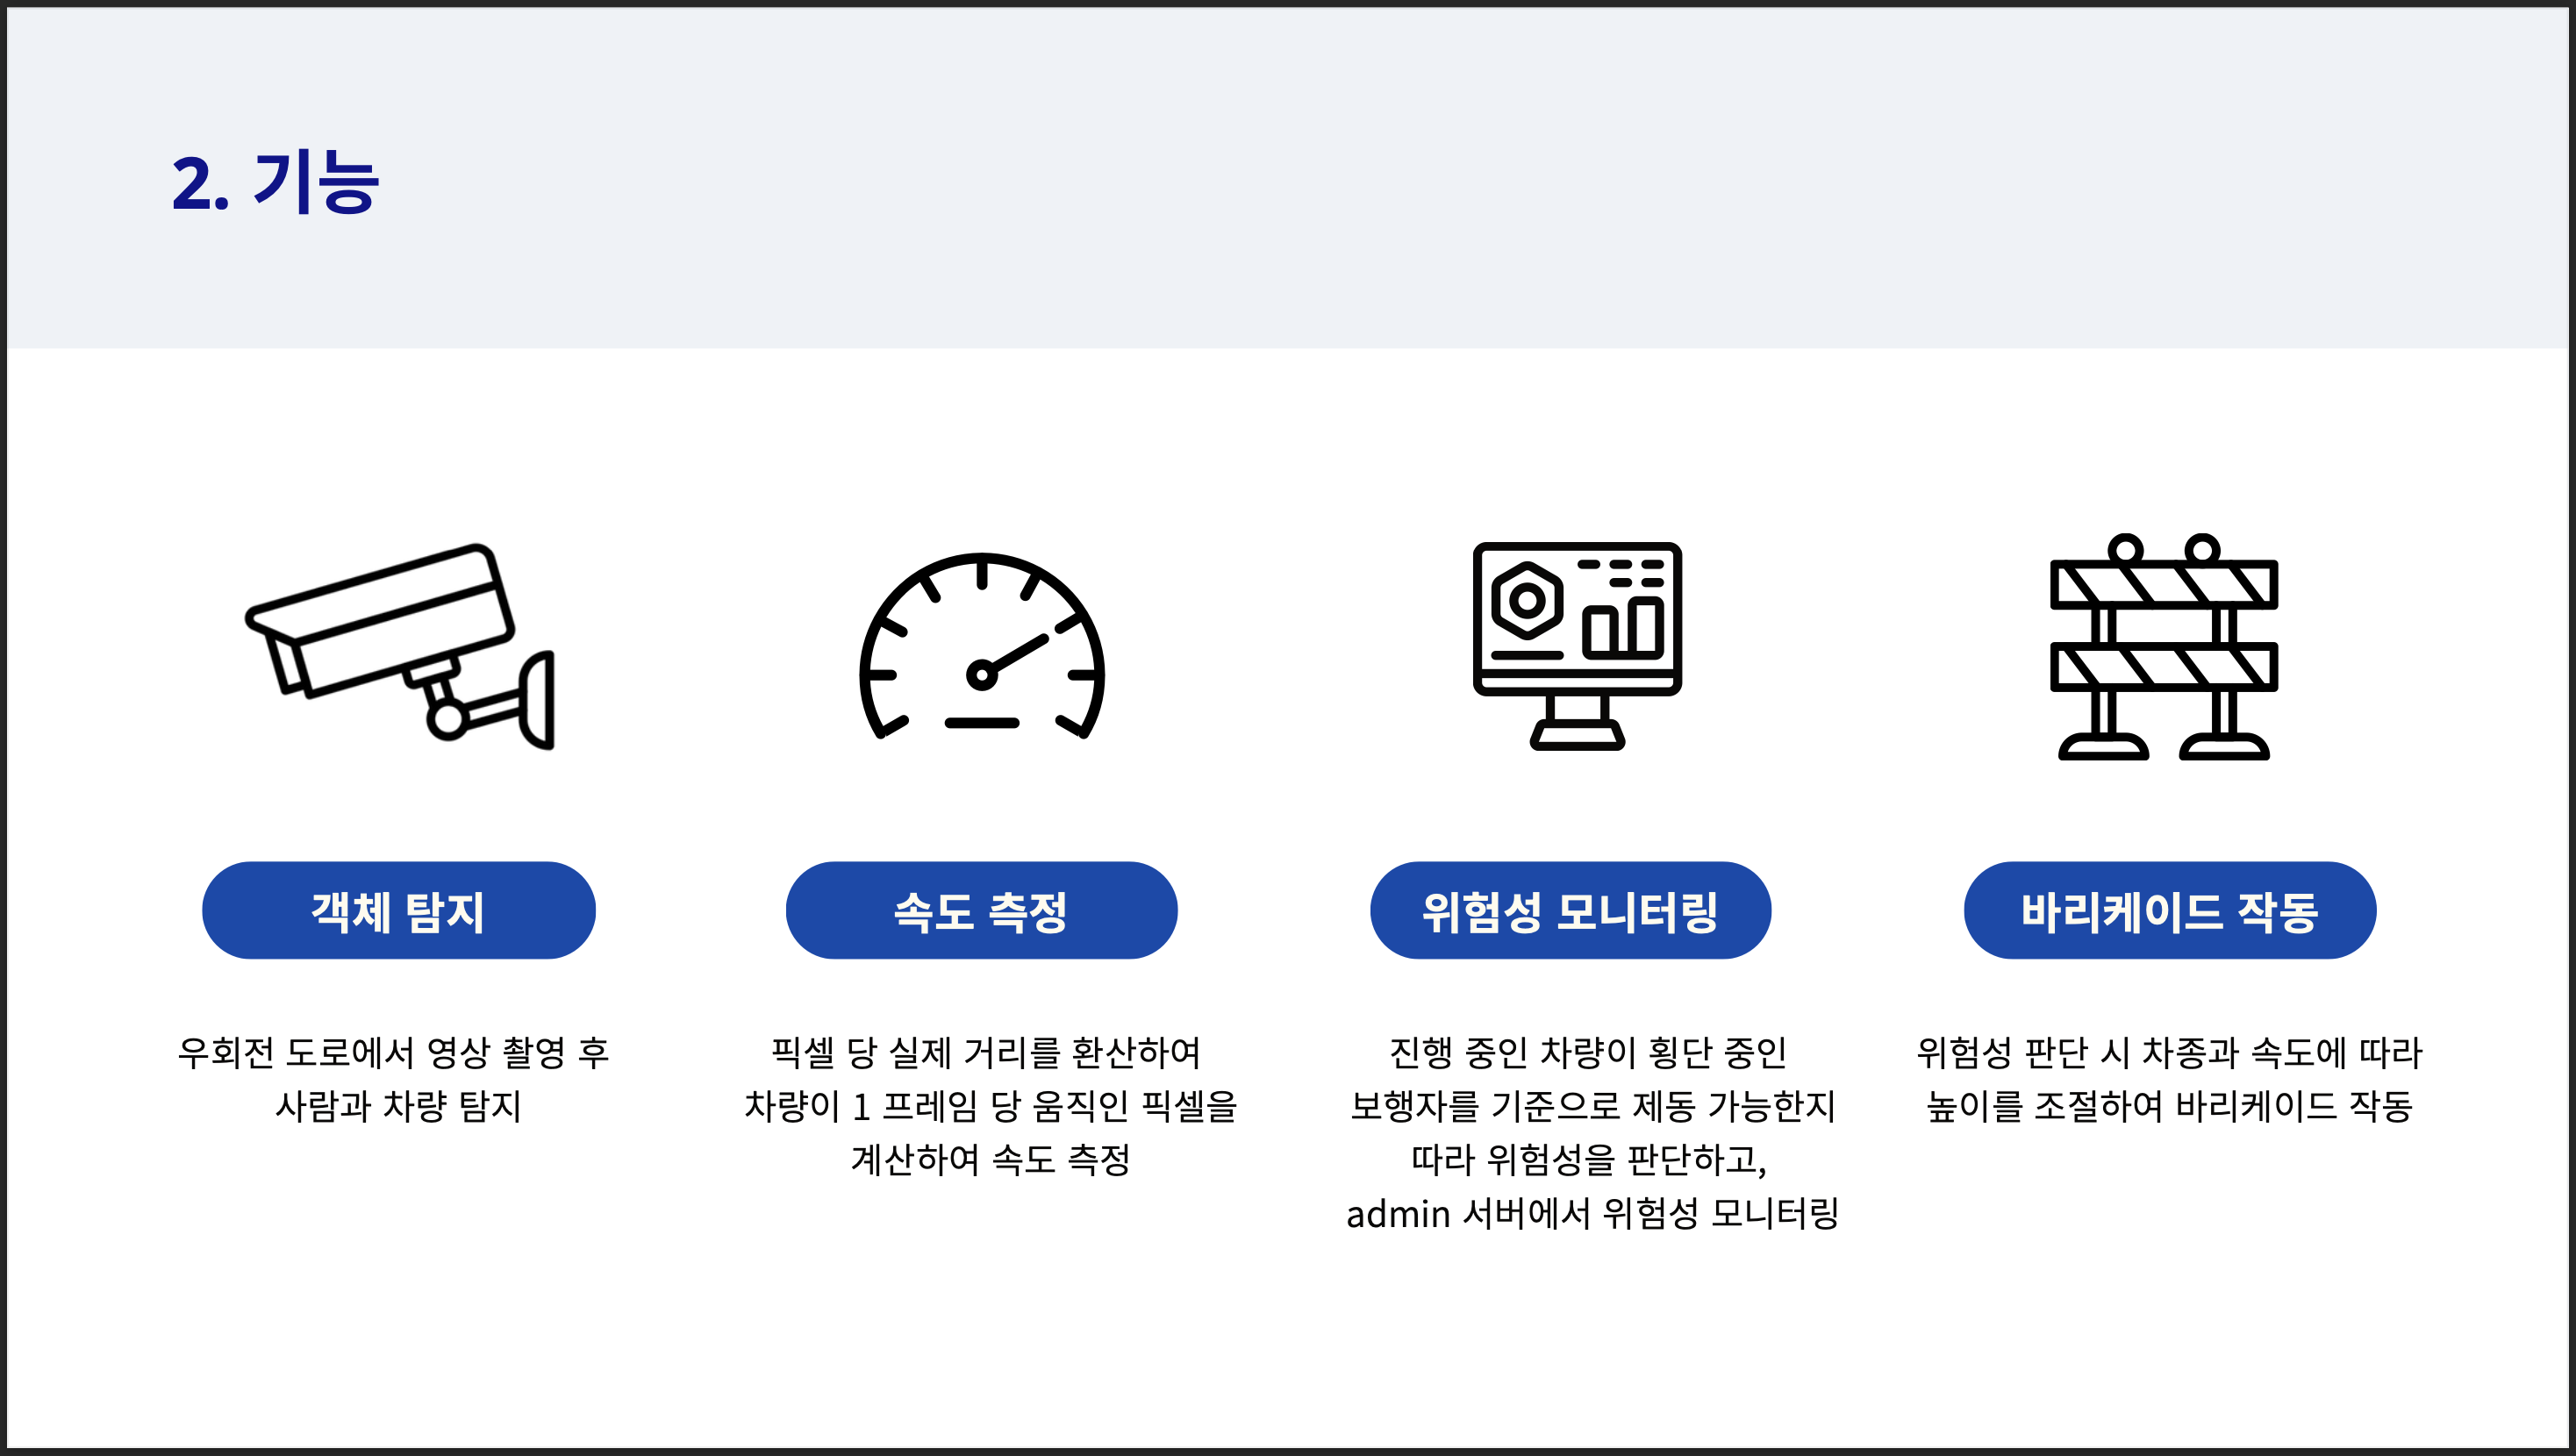 2. 기능
객체 탐지
우회전 도로에서 영상 촬영 후
사람과 차량 탐지
속도 측정
픽셀 당 실제 거리를 환산하여
차량이 1 프레임 당 움직인 픽셀을
계산하여 속도 측정
위험성 모니터링
진행 중인 차량이 횡단 중인
보행자를 기준으로 제동 가능한지
따라 위험성을 판단하고,
admin 서버에서 위험성 모니터링
바리케이드 작동
위험성 판단 시 차종과 속도에 따라
높이를 조절하여 바리케이드 작동